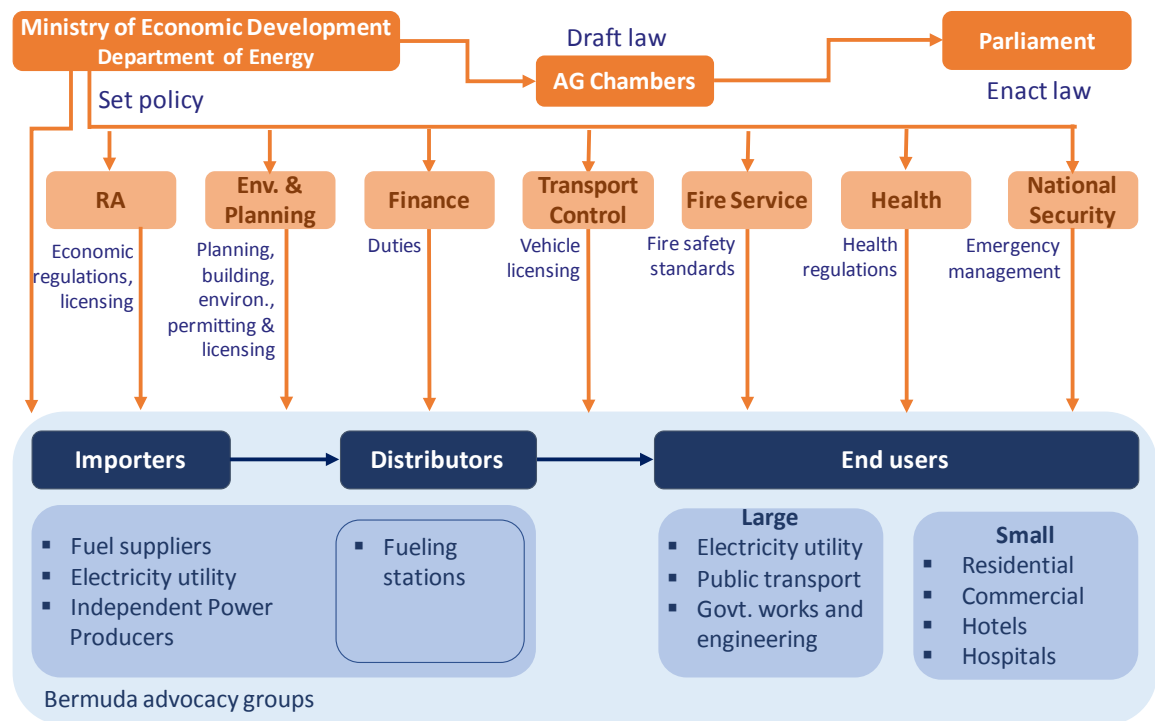 Ministry of Economic Development
Department of Energy
Draft law
AG Chambers
Parliament
Enact law
Set policy
RA
Env. &
Planning
Finance
Transport
Control
Fire Service
Health
National
Security
Economic
regulations,
licensing
Planning,
building,
environ.,
permitting &
licensing
Duties
Vehicle
licensing
Fire safety
standards
Health
regulations
Emergency
management
Importers
Distributors
End users
▪ Fuel suppliers
▪ Electricity utility
▪ Independent Power
Producers
▪ Fueling
stations
Large
▪ Electricity utility
▪ Public transport
▪ Govt. works and
engineering
Small
▪ Residential
▪ Commercial
▪ Hotels
▪ Hospitals
Bermuda advocacy groups